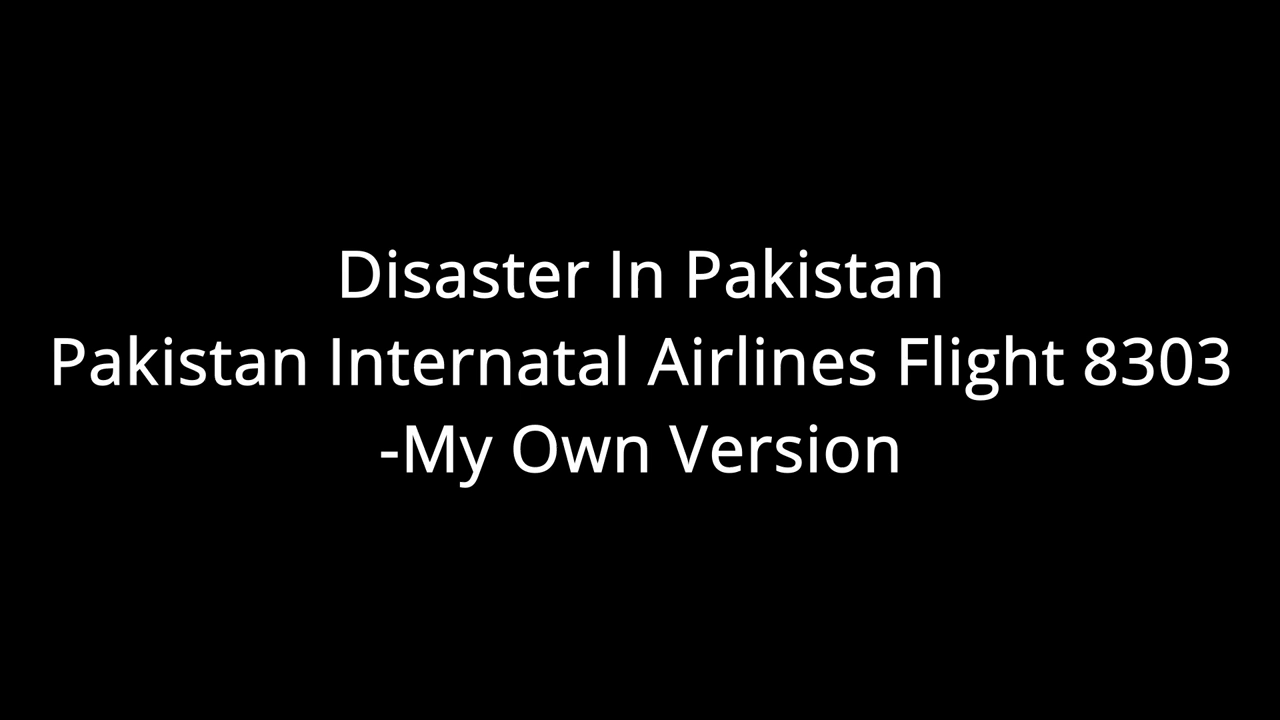 Disaster In Pakistan
Pakistan Internatal Airlines Flight 8303
-My Own Version